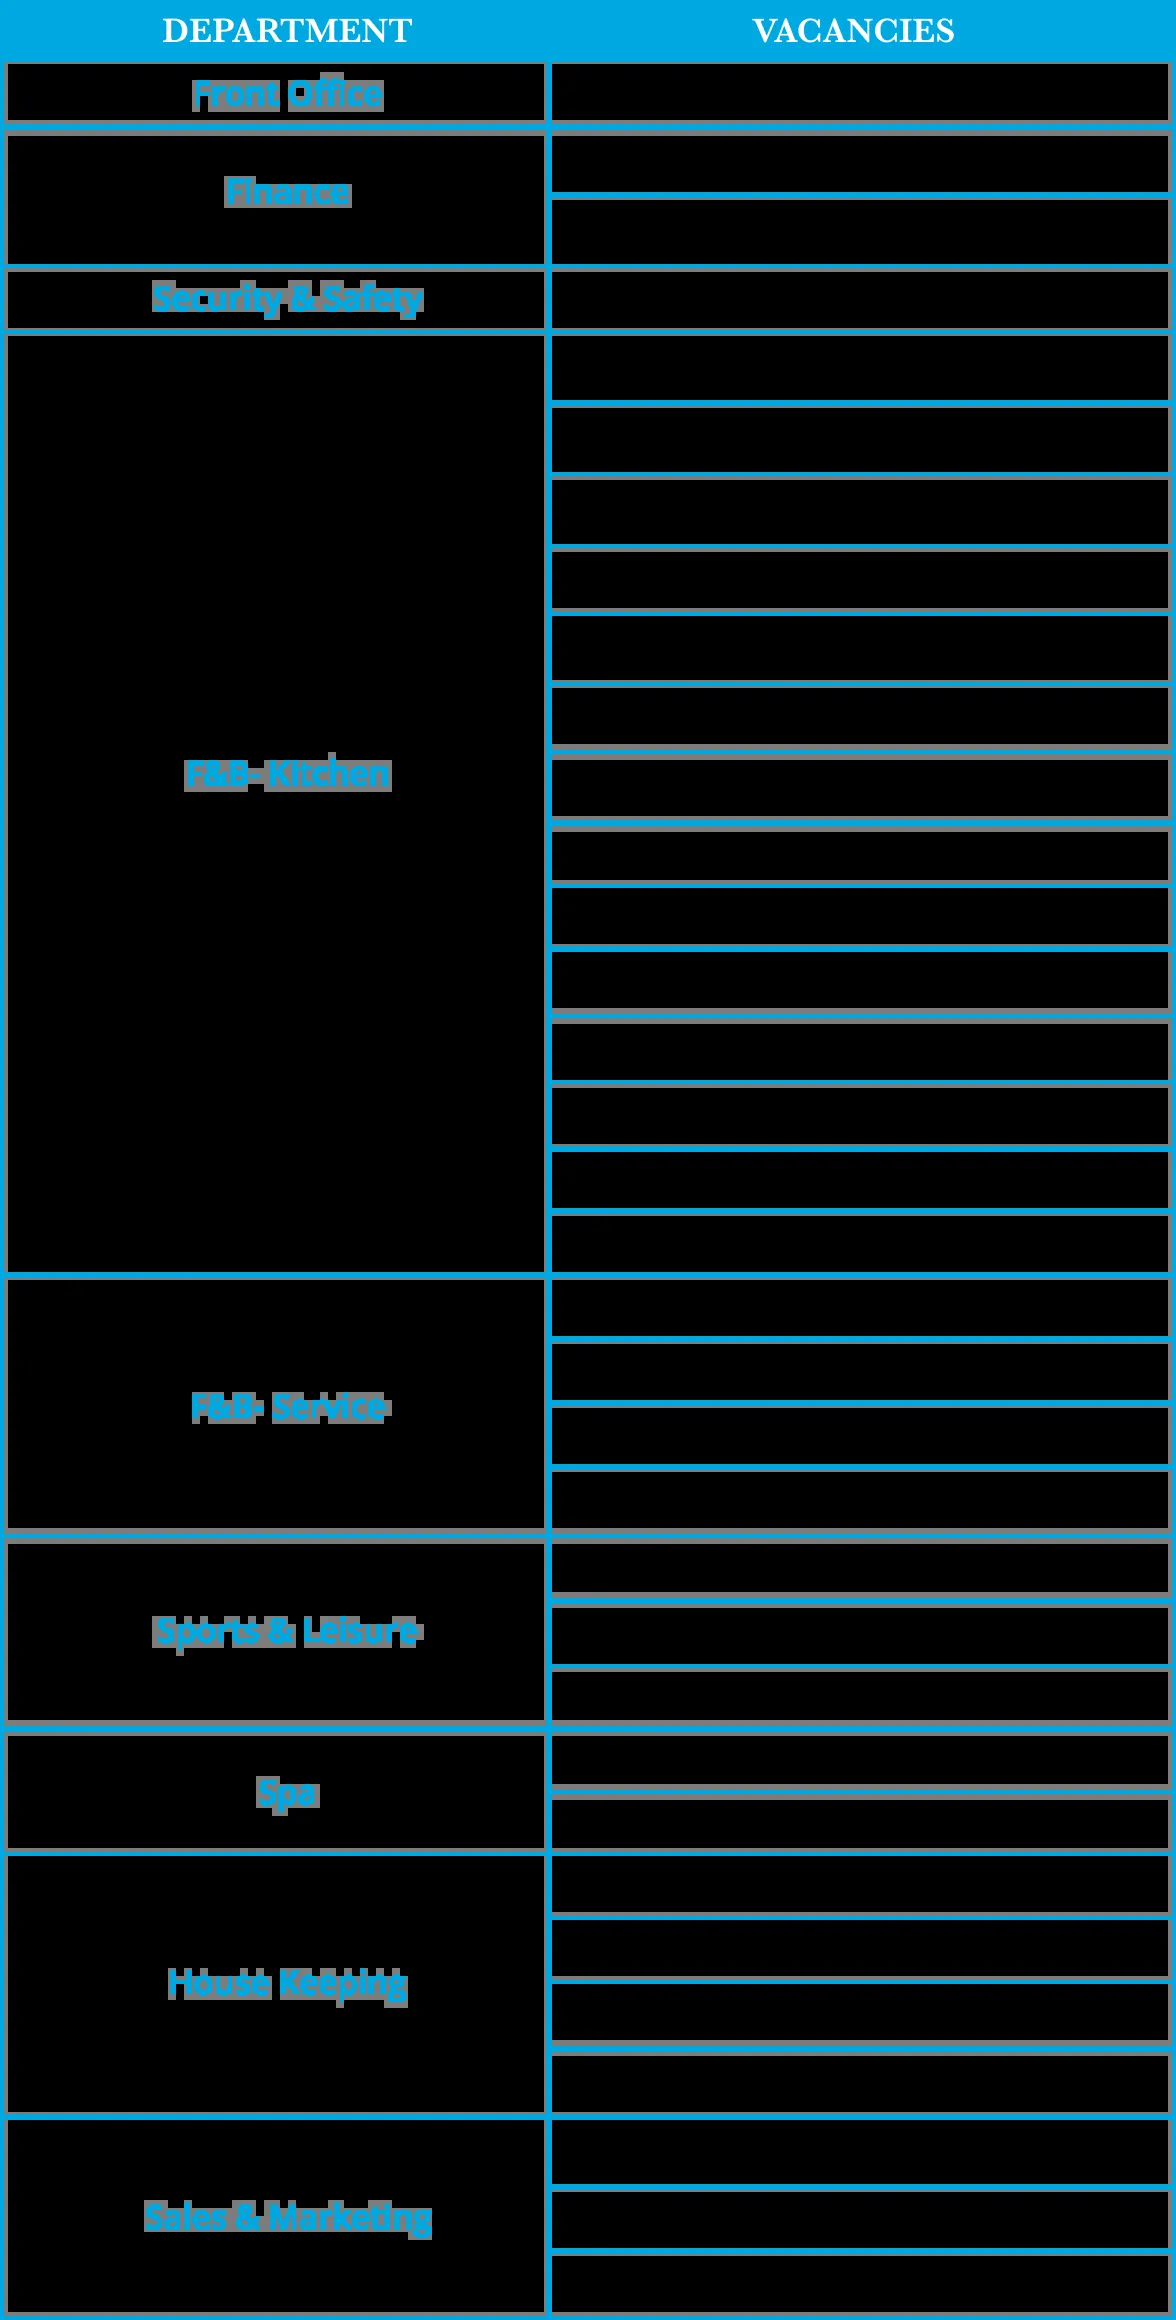 DEPARTMENT VACANCIES
Front Office
Finance
Security & Safety
F&B- Kitchen
F&B- Service
Sports & Leisure
Spa
House Keeping
Sales & Marketing